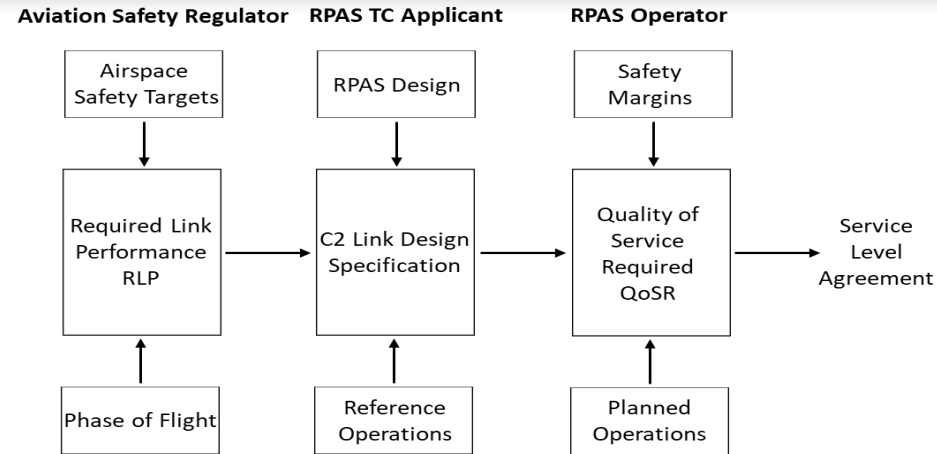 Aviation Safety Regulator
RPAS TC Applicant
RPAS Operator
Airspace
Safety Targets
RPAS Design
Safety
Margins
Required Link
Performance
RLP
C2 Link Design
Specification
Quality of
Service
Required
QoSR
Service
Level
Agreement
Phase of Flight
Reference
Operations
Planned
Operations